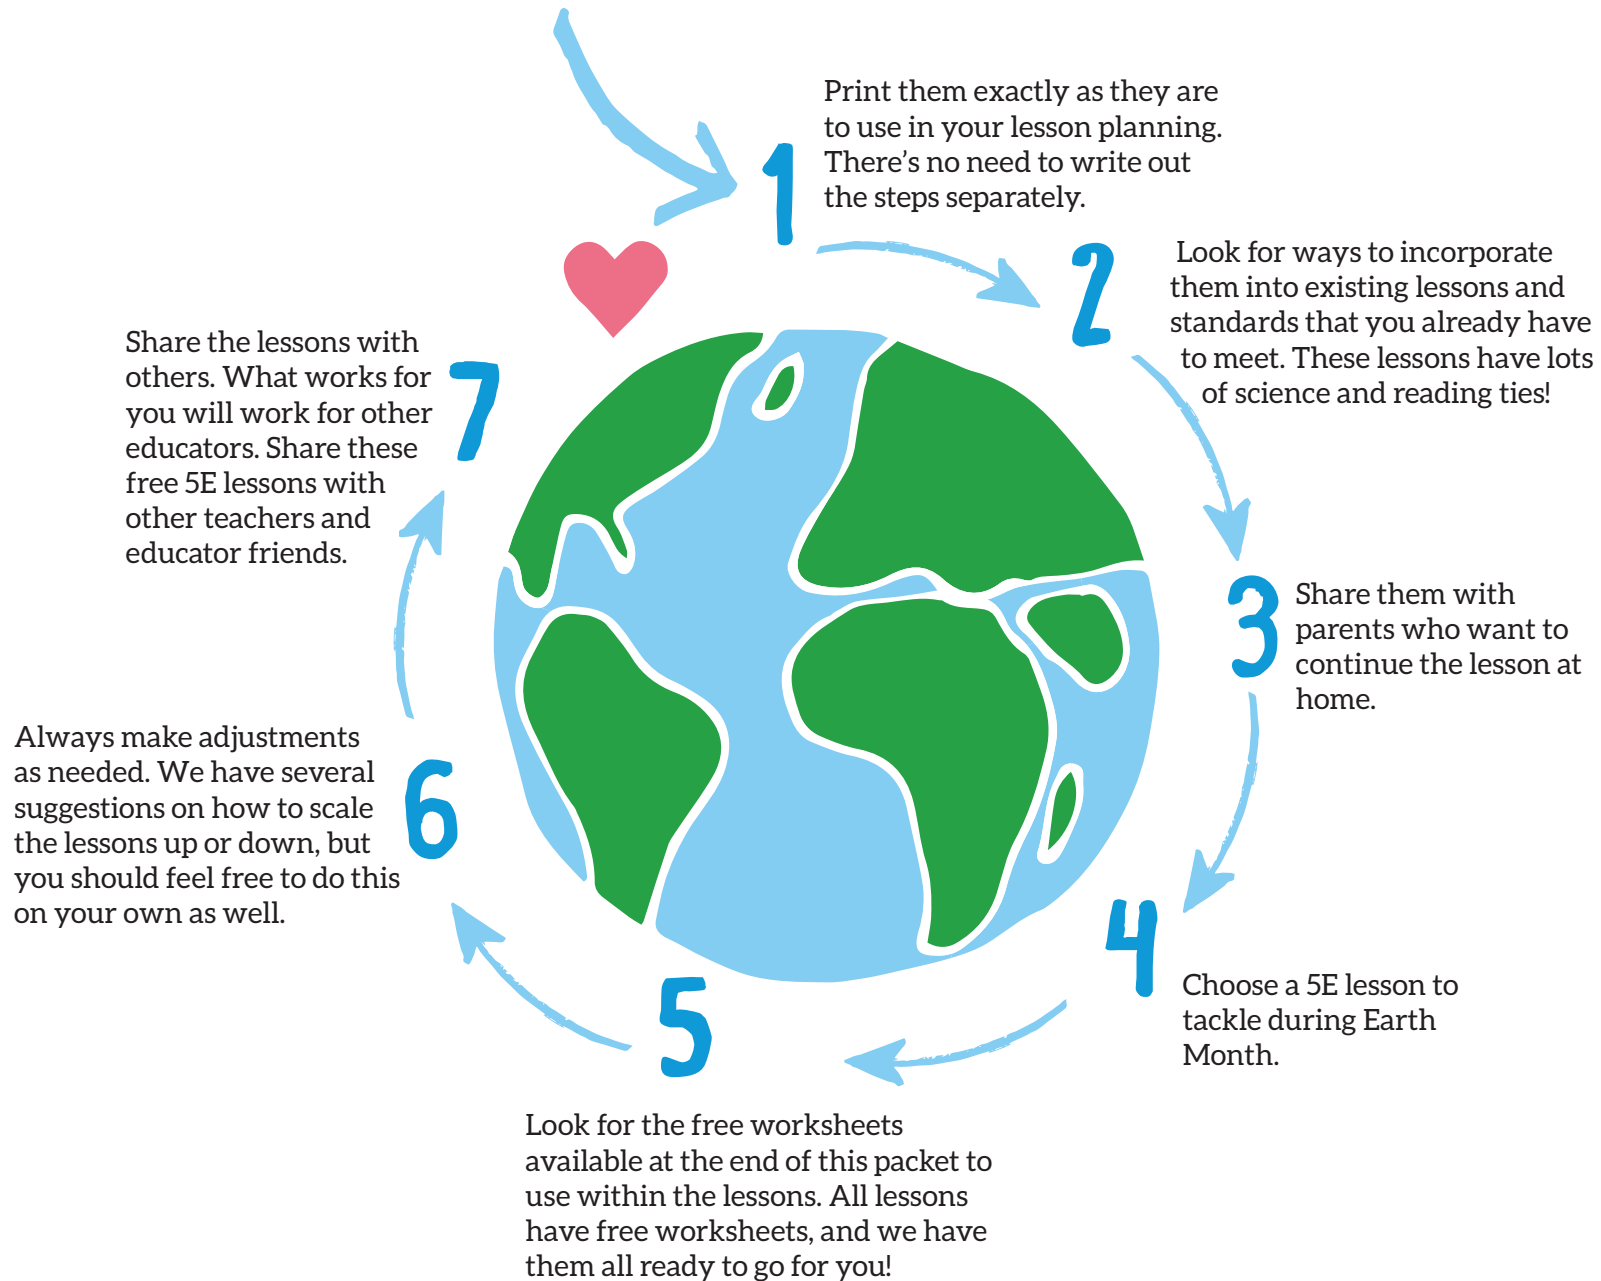 1
Print them exactly as they are
to use in your lesson planning.
There’s no need to write out
the steps separately.
2
Look for ways to incorporate
them into existing lessons and
standards that you already have
to meet. These lessons have lots
of science and reading ties!
3
Share them with
parents who want to
continue the lesson at
home.
4
Choose a 5E lesson to
tackle during Earth
Month.
5
Look for the free worksheets
available at the end of this packet to
use within the lessons. All lessons
have free worksheets, and we have
them all ready to go for you!
6
Always make adjustments
as needed. We have several
suggestions on how to scale
the lessons up or down, but
you should feel free to do this
on your own as well.
7
Share the lessons with
others. What works for
you will work for other
educators. Share these
free 5E lessons with
other teachers and
educator friends.